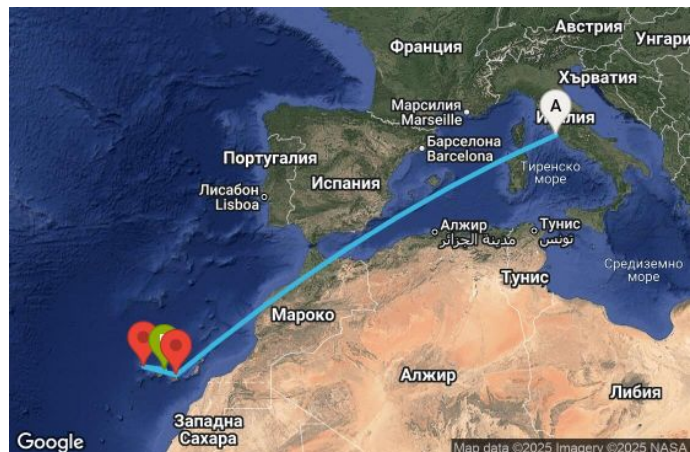 Австрия
Унгари
Франция
Хърватия
Марсилия
Marseille
A
Италия
Барселона
Barcelona
Португалия
Тиренско
море
Испания
Лисабон
Lisboa
Алжир
مدينة الجزائر
Тунис
تونس
Средиземно
море
Тунис
Мароко
Алжир
Либия
Западна
Сахара
Google
Map data ©2025 Imagery ©2025 NASA